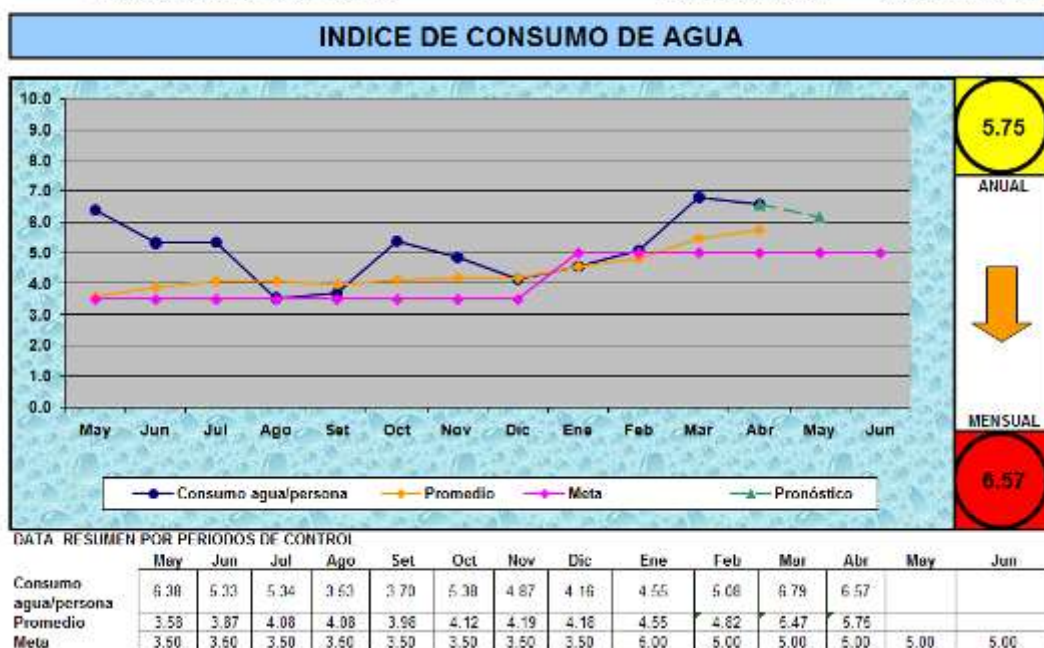 INDICE DE CONSUMO DE AGUA
10.0
9.0
8.0
7.0
6.0
5.0
4.0
3.0
2.0
1.0
0.0
May Jun Jul Ago Set Oct Nov Dic Ene Feb Mar Abr May Jun
Consumo agua/persona Promedio Meta Pronóstico
5.75
ANUAL
MENSUAL
6.57
DATA RESUMEN POR PERIODOS DE CONTROL
May Jun Jul Ago Set Oct Nov Dic Ene Feb Mar Abr May Jun
Consumo agua/persona 6.38 5.33 5.34 3.53 3.70 5.38 4.87 4.16 4.55 5.08 6.79 6.57
Promedio 3.58 3.87 4.08 4.08 3.98 4.12 4.19 4.18 4.55 4.82 5.47 5.75
Meta 3.50 3.50 3.50 3.50 3.50 3.50 3.50 3.50 5.00 5.00 5.00 5.00 5.00 5.00